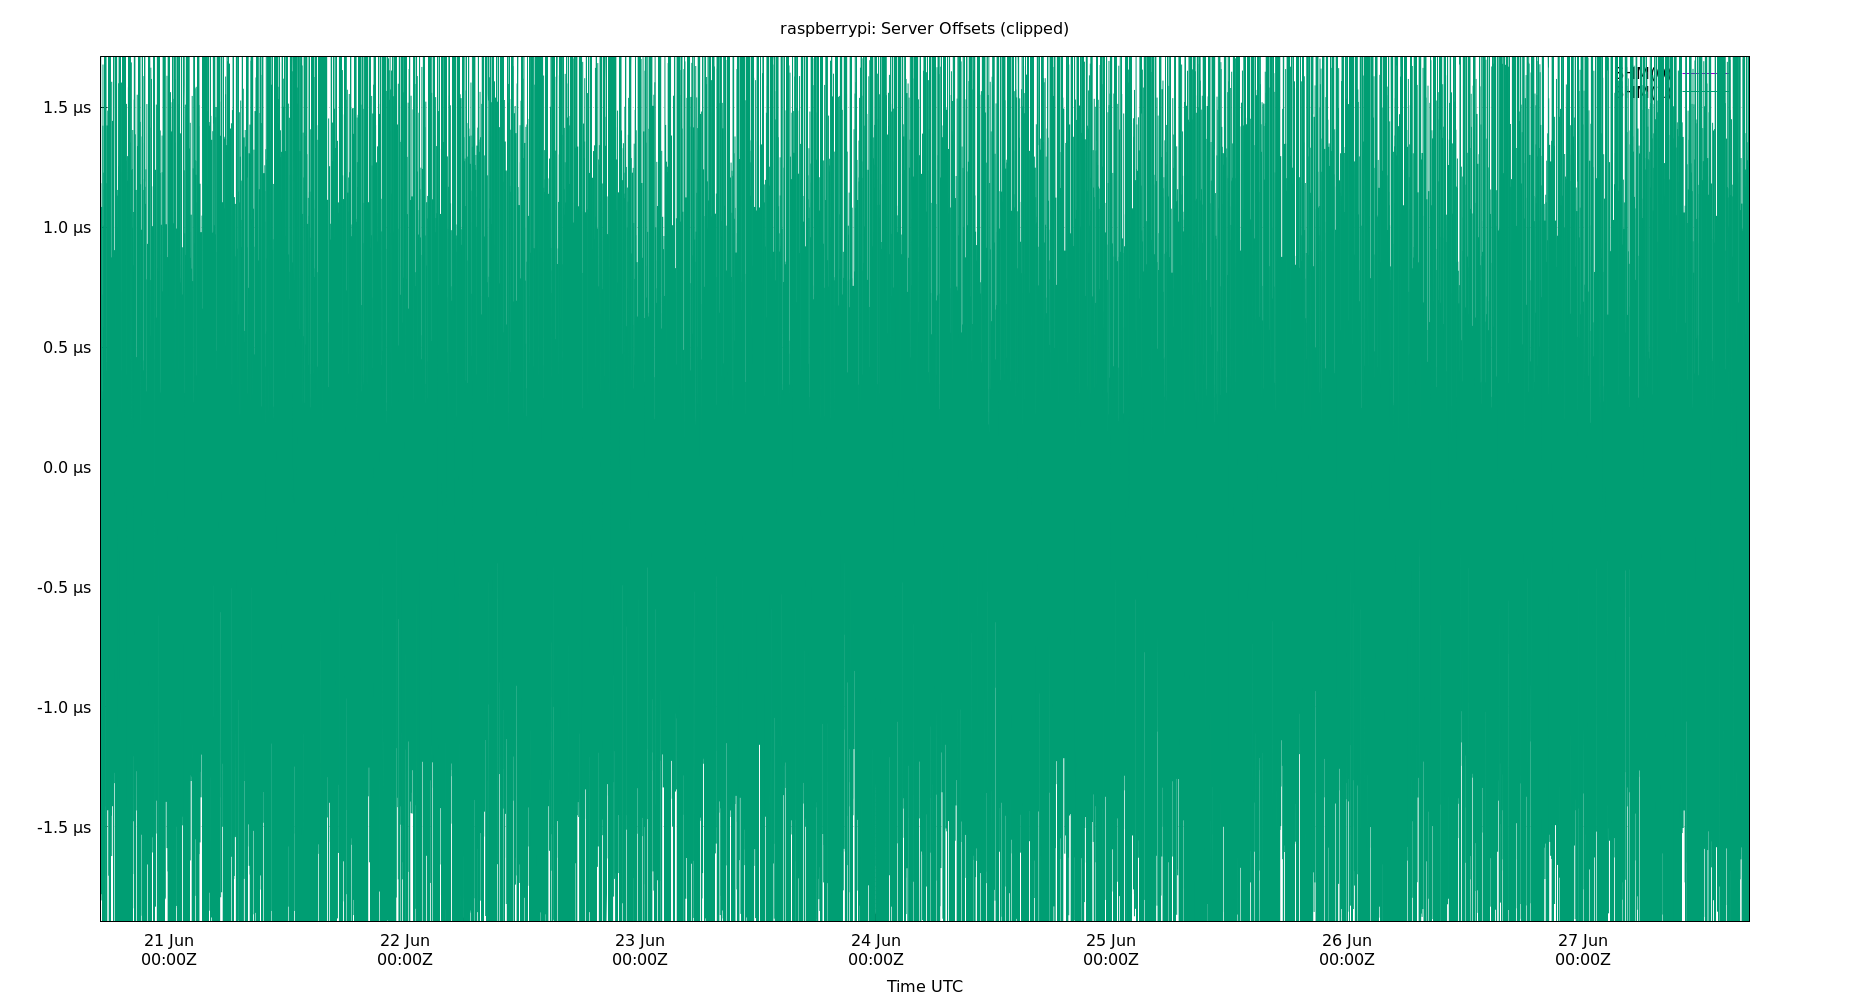 raspberrypi: Server Offsets (clipped)
1.5 µs
1.0 µs
0.5 µs
0.0 µs
-0.5 µs
-1.0 µs
-1.5 µs
21 Jun 22 Jun 23 Jun 24 Jun 25 Jun 26 Jun 27 Jun
00:00Z 00:00Z 00:00Z 00:00Z 00:00Z 00:00Z 00:00Z
Time UTC